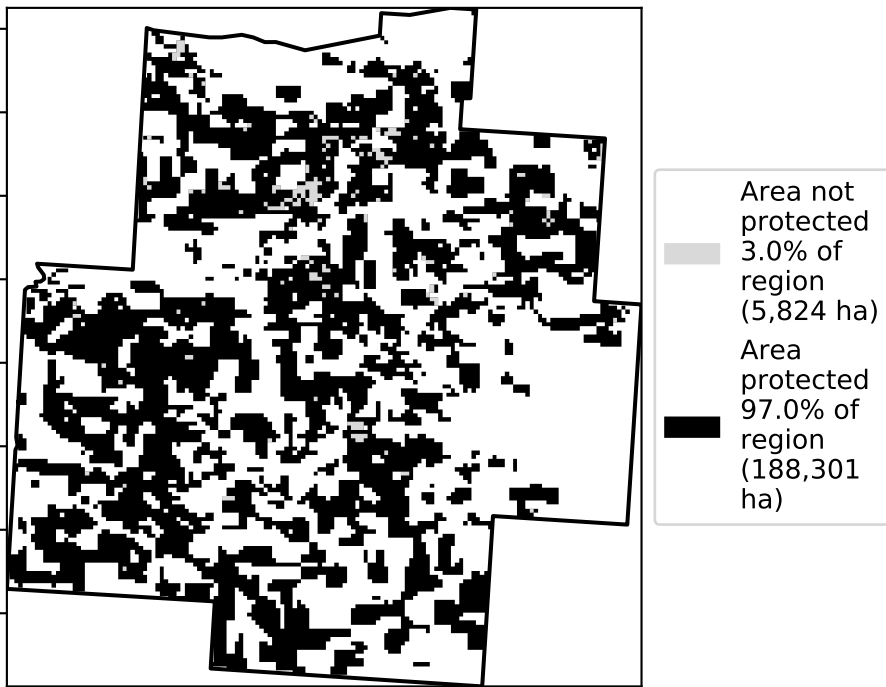 Area not
protected
3.0% of
region
(5,824 ha)
Area
protected
97.0% of
region
(188,301
ha)